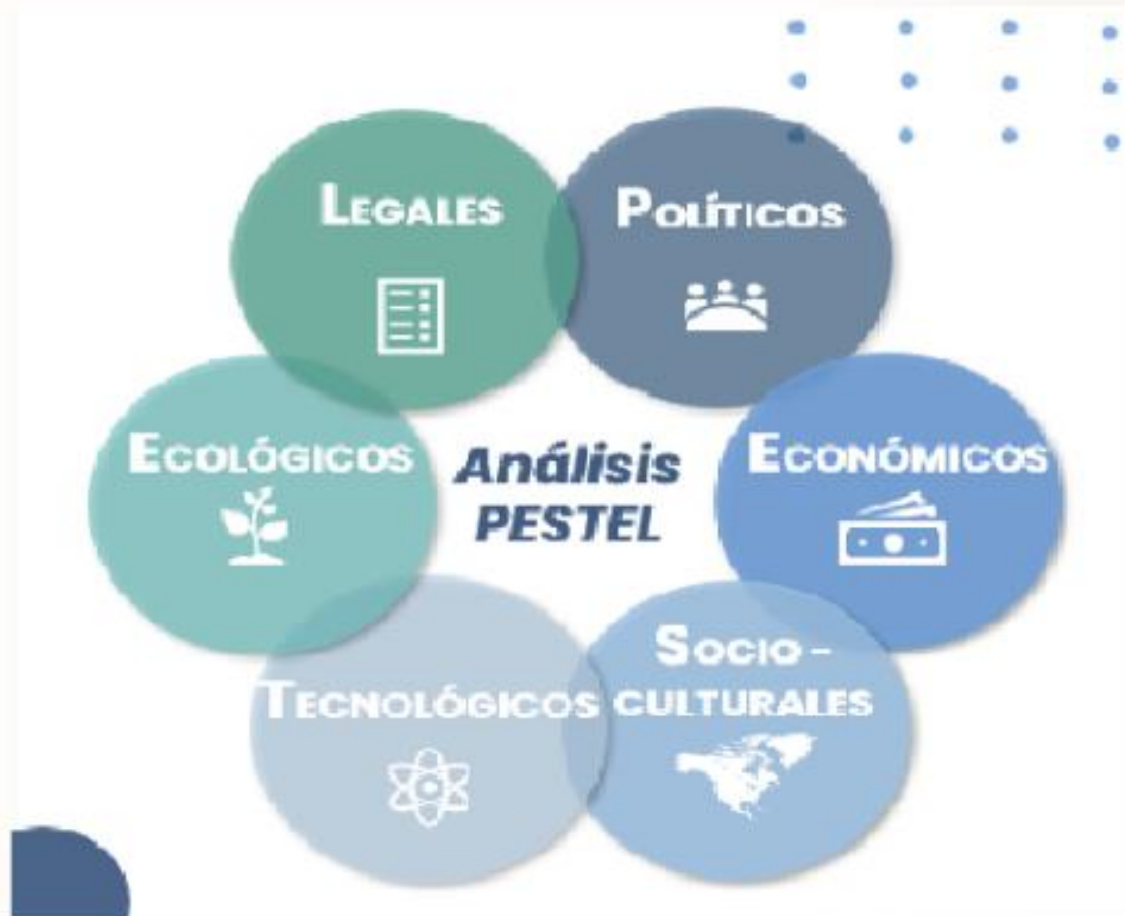 LEGALES
POLÍTICOS
ECOLÓGICOS
Análisis
PESTEL
ECONÓMICOS
TECNOLÓGICOS
SOCIO-
CULTURALES